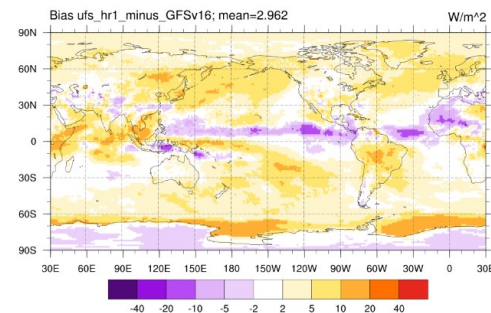 Bias ufs_hr1_minus_GFSv16; mean=2.962 W/m^2
90N
60N
30N
0
30S
60S
90S
30E 60E 90E 120E 150E 180 150W 120W 90W 60W 30W 0 30E
-40 -20 -10 -5 -2 2 5 10 20 40